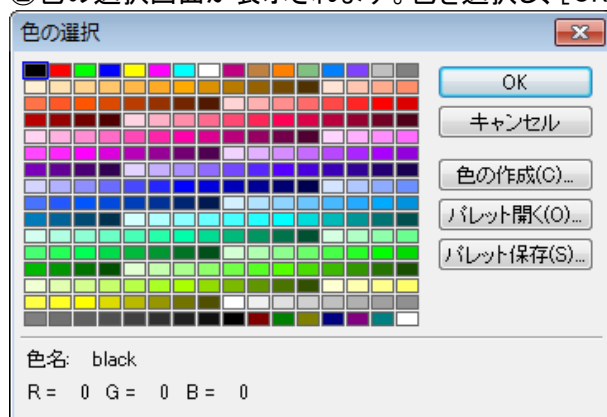 色の選択
OK
キャンセル
色の作成(C)...
パレット開く(O)...
パレット保存(S)...
色名: black
R = 0 G = 0 B = 0